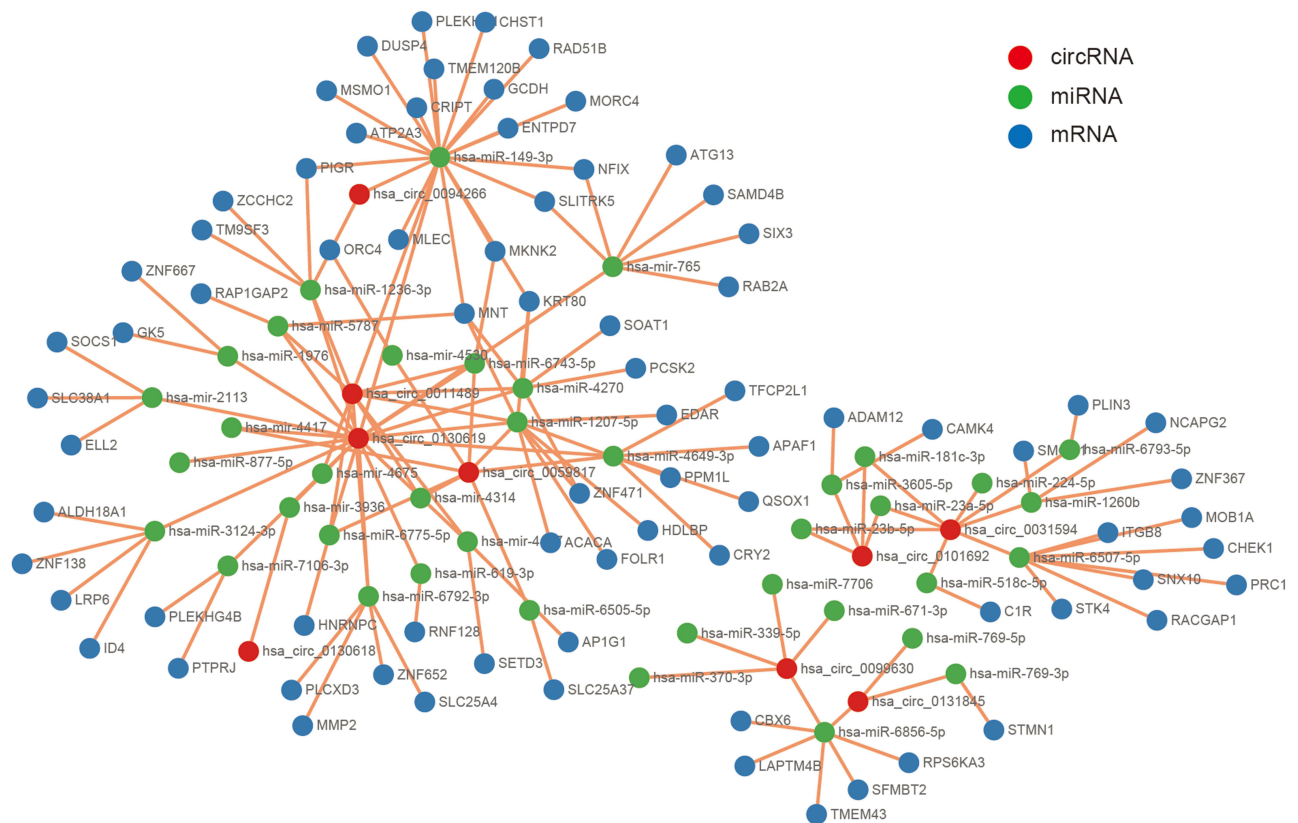 PLEKH
CHST1
DUSP4
RAD51B
circRNA
TMEM120B
GCDH
MSMO1
miRNA
MORC4
CRIPT
ENTPD7
ATP2A3
mRNA
hsa-miR-149-3p
ATG13
PIGR
NFIX
hsa_circ_0094266
SAMD4B
ZCCHC2
SLITRK5
TM9SF3
SIX3
ORC4
MLEC
MKNK2
ZNF667
hsa-mir-765
RAB2A
hsa-miR-1236-3p
RAP1GAP2
KRT80
MNT
hsa-miR-5787
SOAT1
GK5
SOCS1
hsa-miR-1976
hsa-mir-4530
hsa-miR-6743-5p
PCSK2
hsa_circ_0011489
hsa-miR-4270
TFCP2L1
SLC38A1
hsa-mir-2113
EDAR
ADAM12
PLIN3
NCAPG2
hsa-mir-4417
hsa-miR-1207-5p
CAMK4
ELL2
hsa_circ_0130619
APAF1
SM
hsa-miR-6793-5p
hsa-miR-877-5p
hsa-miR-4649-3p
hsa-miR-181c-3p
hsa-mir-4675
hsa_circ_0059817
PPM1L
ZNF367
hsa-miR-3605-5p
hsa-miR-224-5p
ZNF471
QSOX1
hsa-mir-4314
hsa-miR-1260b
hsa-mir-3936
hsa-miR-23a-5p
ALDH18A1
MOB1A
hsa-miR-3124-3p
HDLBP
hsa-miR-23b-5p
hsa_circ_0031594
ITGB8
hsa-miR-6775-5p
ACACA
CHEK1
ZNF138
hsa-miR-7106-3p
FOLR1
CRY2
hsa_circ_0101692
hsa-miR-6507-5p
hsa-miR-619-3p
SNX10
PRC1
LRP6
hsa-miR-6792-3p
hsa-miR-7706
hsa-miR-518c-5p
PLEKHG4B
hsa-miR-6505-5p
hsa-miR-671-3p
C1R
STK4
RACGAP1
HNRNPC
RNF128
hsa-miR-339-5p
hsa-miR-769-5p
ID4
hsa_circ_0130618
AP1G1
PTPRJ
SETD3
hsa_circ_0099630
ZNF652
hsa-miR-370-3p
hsa-miR-769-3p
PLCXD3
SLC25A37
SLC25A4
hsa_circ_0131845
MMP2
CBX6
STMN1
hsa-miR-6856-5p
LAPTM4B
RPS6KA3
SFMBT2
TMEM43